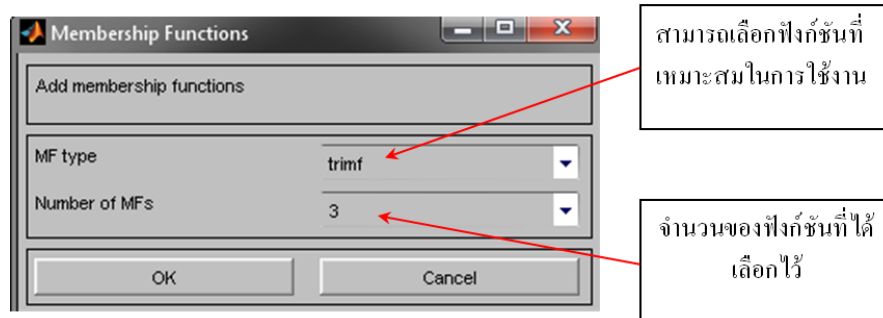 Membership Functions
Add membership functions
MF type
trimf
Number of MFs
3
OK
Cancel
สามารถเลือกฟังก์ชันที่
เหมาะสมในการใช้งาน
จำนวนของฟังก์ชันที่ได้
เลือกไว้